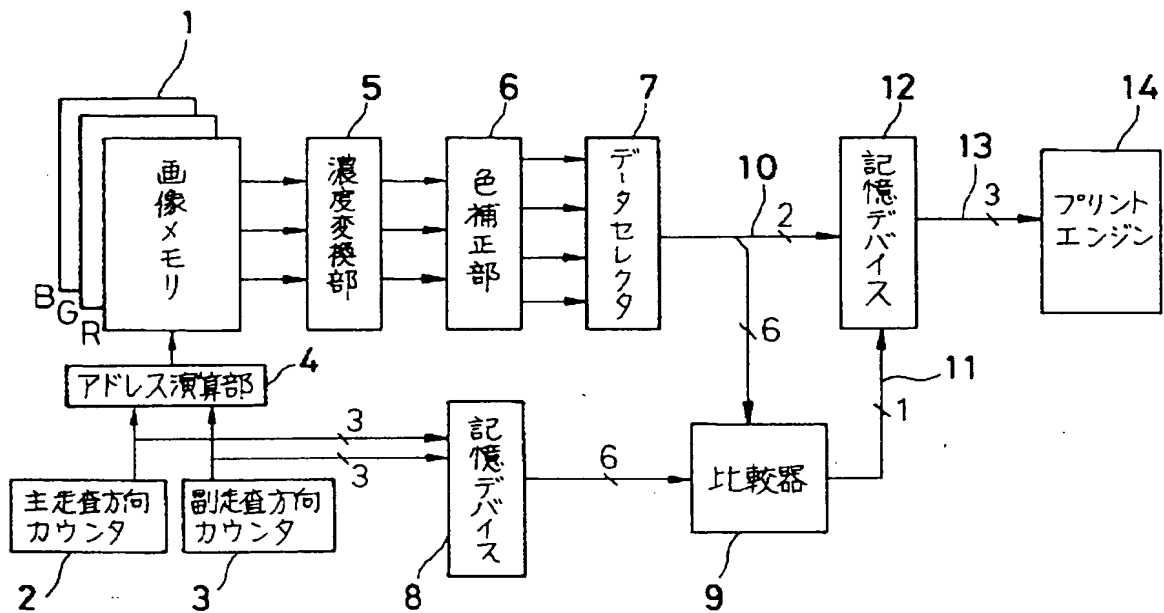 1
5
6
7
12
14
画像メモリ
濃度変換部
色補正部
データセレクタ
10
2
記憶デバイス
13
3
プリント
エンジン
B
G
R
6
11
1
アドレス演算部
4
3
3
記憶デバイス
6
比較器
主走査方向
カウンタ
副走査方向
カウンタ
2
3
8
9